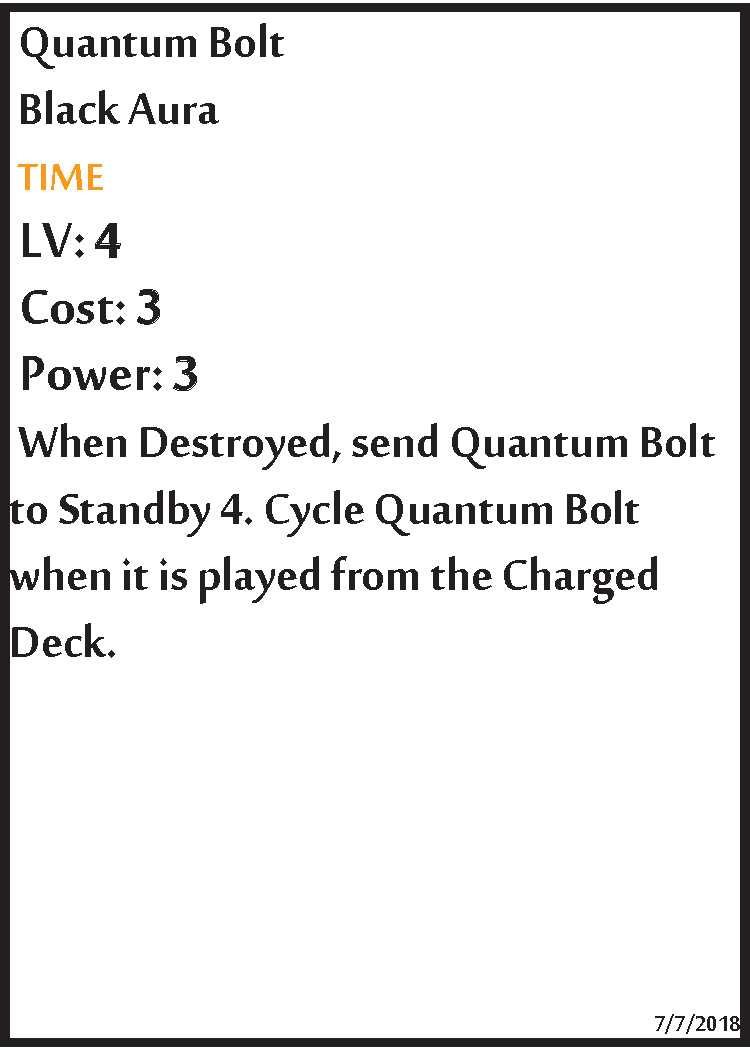 Quantum Bolt
Black Aura
TIME
LV: 4
Cost: 3
Power: 3
When Destroyed, send Quantum Bolt
to Standby 4. Cycle Quantum Bolt
when it is played from the Charged
Deck.
7/7/2018